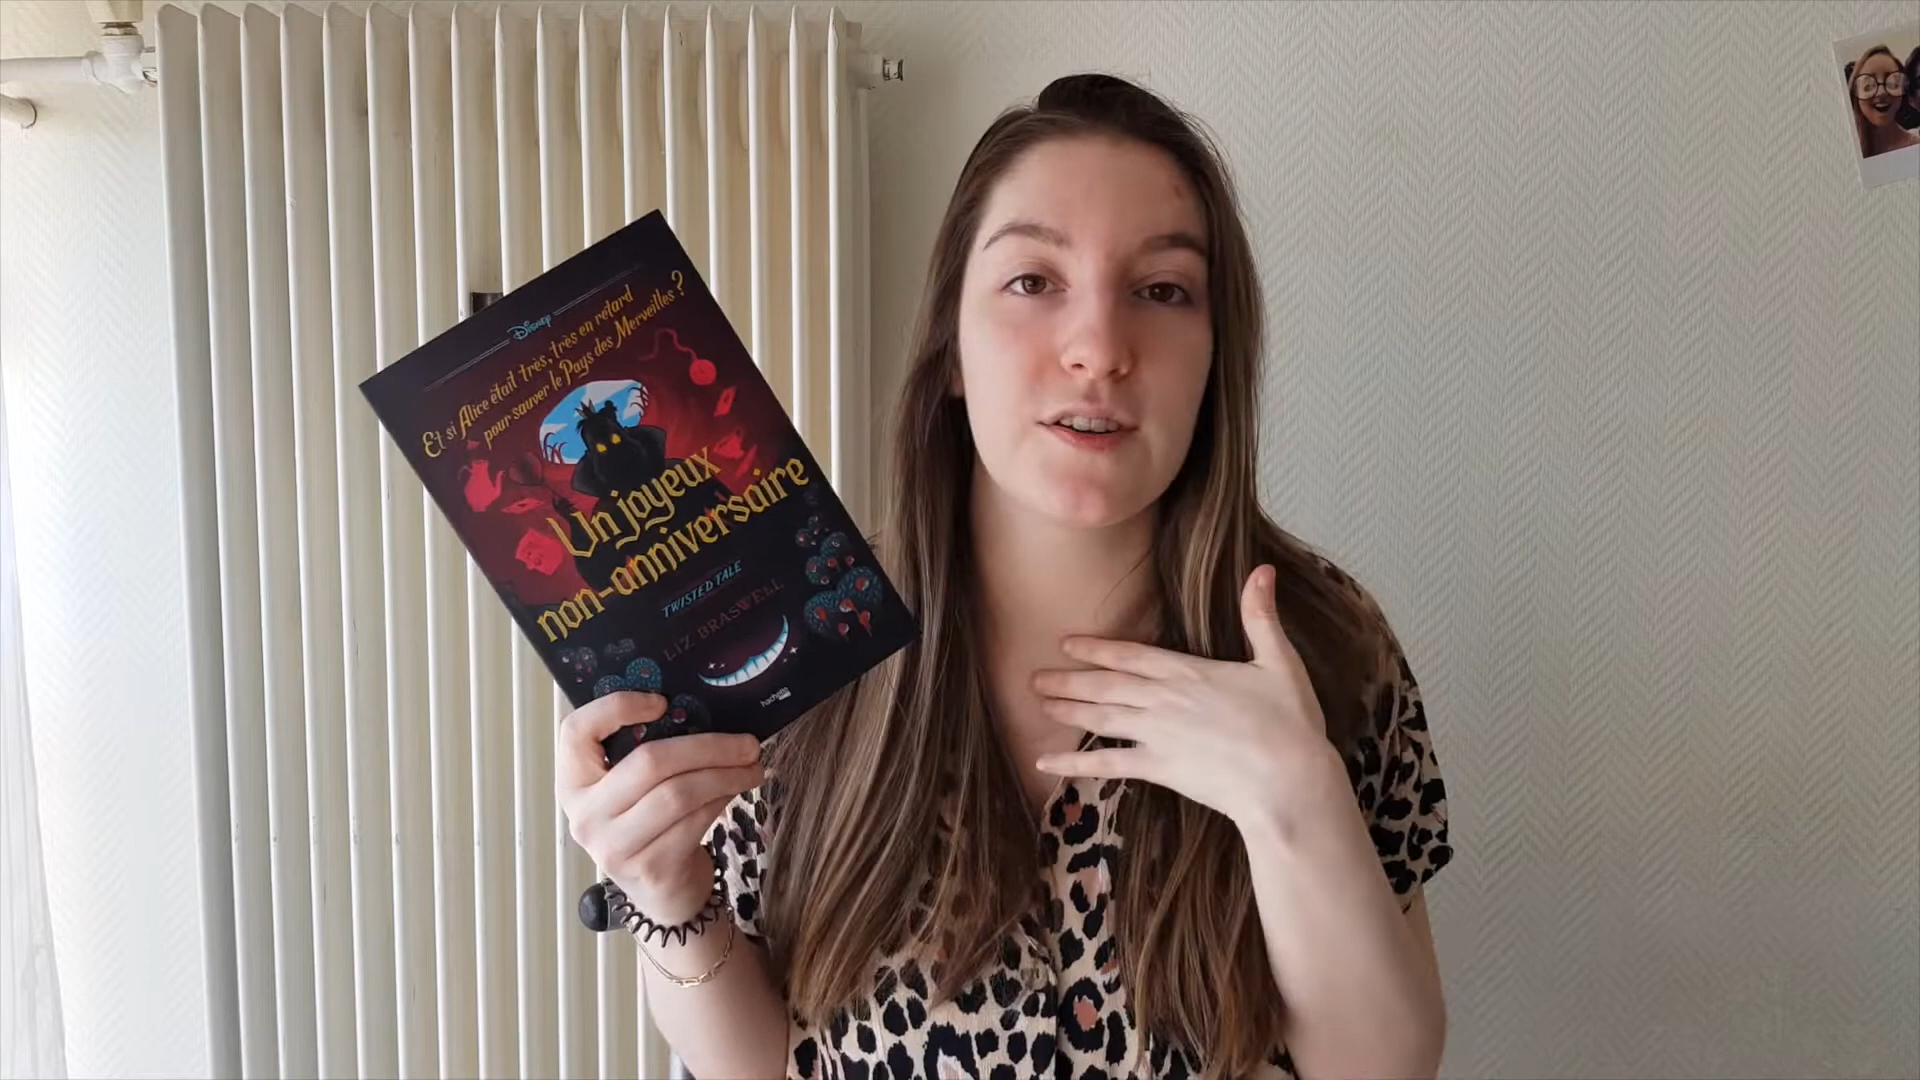 Disney
Et si Alice était très, très en retard
pour sauver le Pays des Merveilles ?
Un joyeux
non-anniversaire
TWISTED TALE
LIZ BRASWELL
hachette